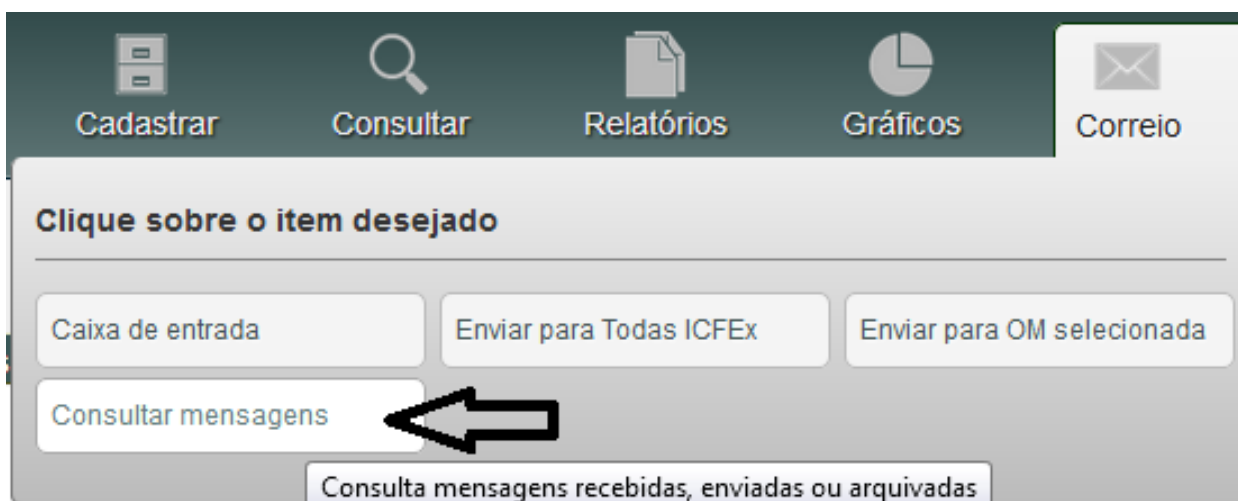 Cadastrar Consultar Relatórios Gráficos Correio
Clique sobre o item desejado
Caixa de entrada Enviar para Todas ICFEx Enviar para OM selecionada
Consultar mensagens
Consulta mensagens recebidas, enviadas ou arquivadas